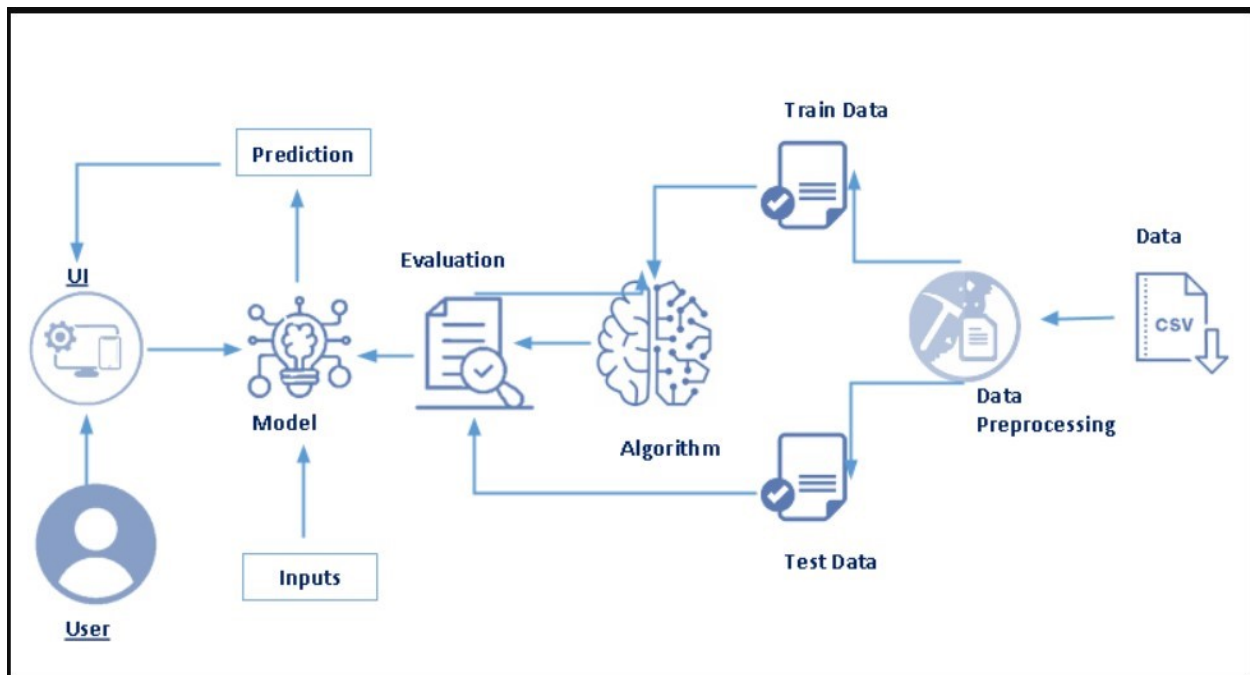 Train Data
Prediction
Data
Evaluation
UI
CSV
Data
Preprocessing
Model
Algorithm
Test Data
Inputs
User